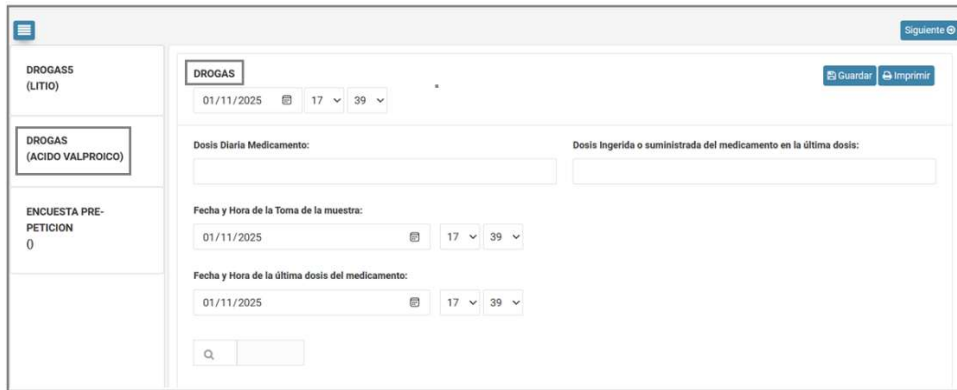 Siguiente
DROGAS5
(LITIO)
DROGAS
(ACIDO VALPROICO)
ENCUESTA PRE-
PETICION
()
DROGAS
Guardar Imprimir
01/11/2025 17 39
Dosis Diaria Medicamento: Dosis Ingerida o suministrada del medicamento en la última dosis:
Fecha y Hora de la Toma de la muestra:
01/11/2025 17 39
Fecha y Hora de la última dosis del medicamento:
01/11/2025 17 39